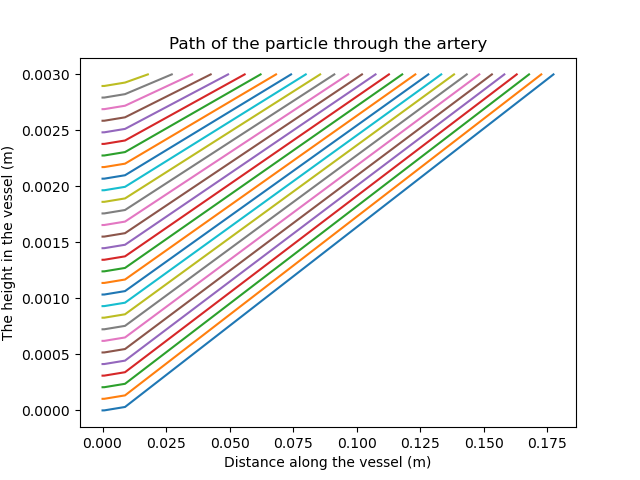 Path of the particle through the artery
The height in the vessel (m)
0.0030
0.0025
0.0020
0.0015
0.0010
0.0005
0.0000
0.000 0.025 0.050 0.075 0.100 0.125 0.150 0.175
Distance along the vessel (m)